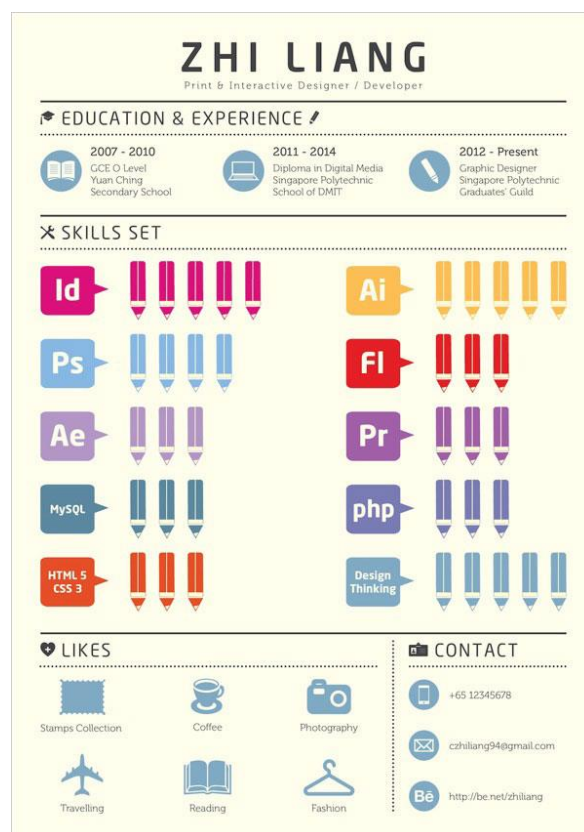 ZHI LIANG
Print & Interactive Designer / Developer
EDUCATION & EXPERIENCE
2007 - 2010
GCE O Level
Yuan Ching
Secondary School
2011 - 2014
Diploma in Digital Media
Singapore Polytechnic
School of DMIT
2012 - Present
Graphic Designer
Singapore Polytechnic
Graduates' Guild
SKILLS SET
Id
Ai
Ps
Fl
Ae
Pr
MySQL
php
HTML 5
CSS 3
Design
Thinking
LIKES
Stamps Collection
Coffee
Photography
Travelling
Reading
Fashion
CONTACT
+65 12345678
czhiliang94@gmail.com
Bē
http://be.net/zhiliang